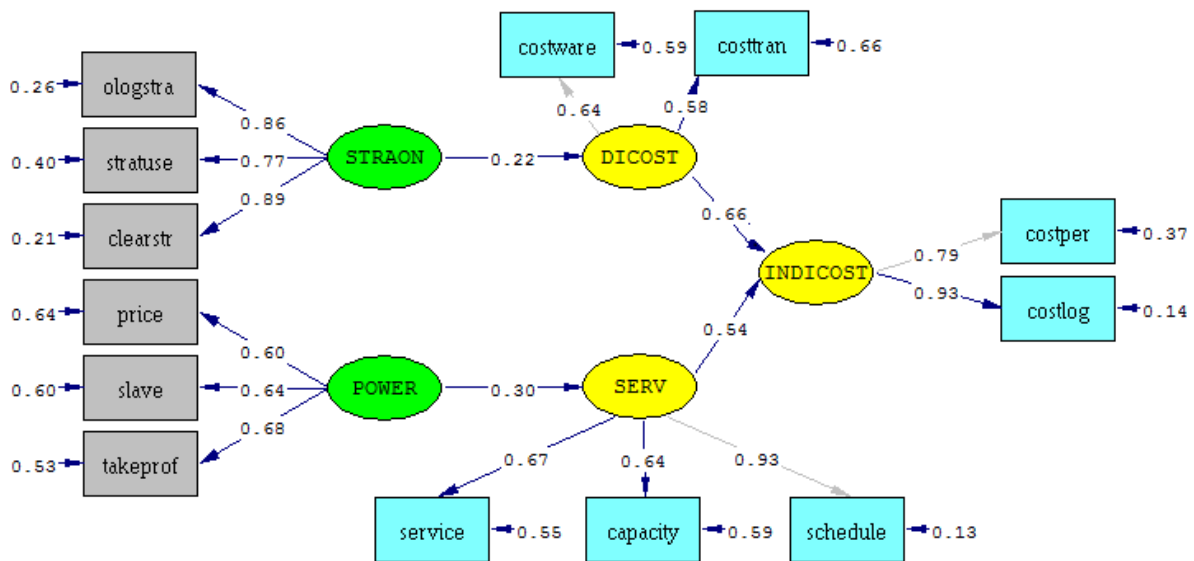 costware
0.59
costtran
0.66
0.26
ologstra
0.86
0.64
0.58
0.40
stratuse
0.77
STRAON
0.22
DICOST
0.89
0.21
clearstr
0.66
costper
0.37
0.79
INDICOST
0.64
price
0.93
costlog
0.14
0.60
0.54
0.60
slave
0.64
POWER
0.30
SERV
0.68
0.53
takeprof
0.67
0.64
0.93
service
0.55
capacity
0.59
schedule
0.13